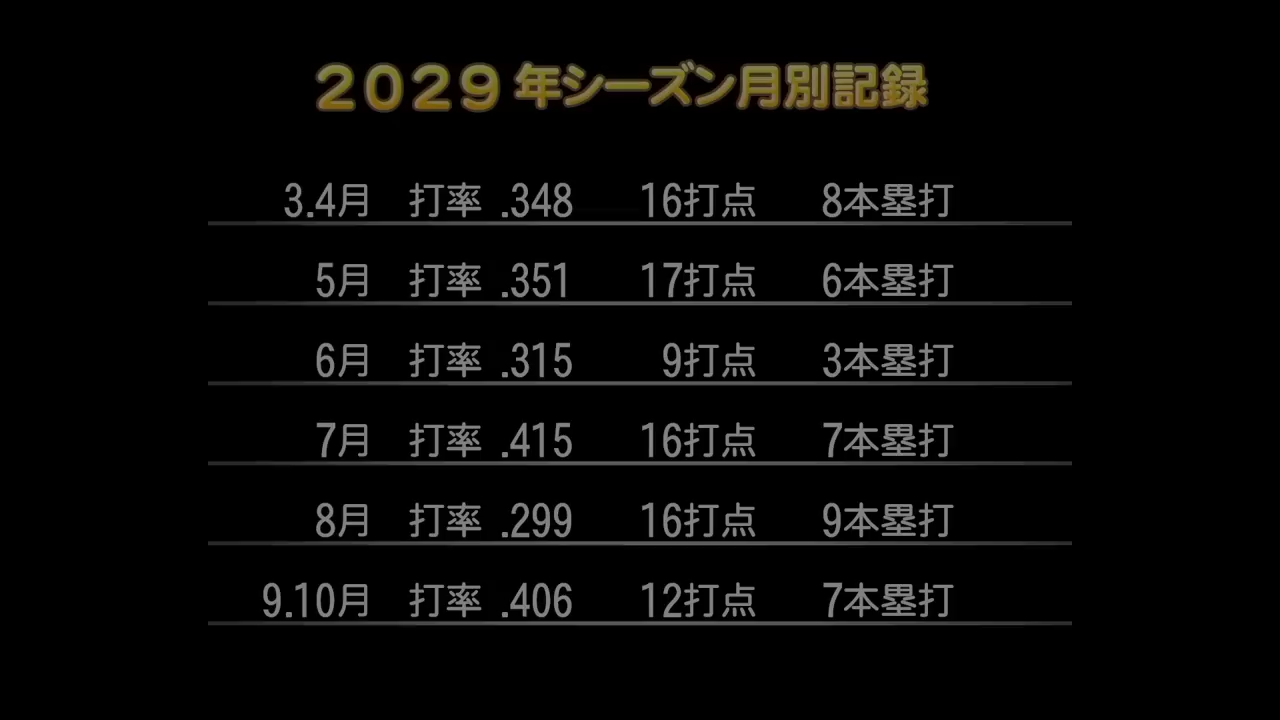 ２０２９年シーズン月別記録
3.4月 打率 .348 16打点 8本塁打
5月 打率 .351 17打点 6本塁打
6月 打率 .315 9打点 3本塁打
7月 打率 .415 16打点 7本塁打
8月 打率 .299 16打点 9本塁打
9.10月 打率 .406 12打点 7本塁打